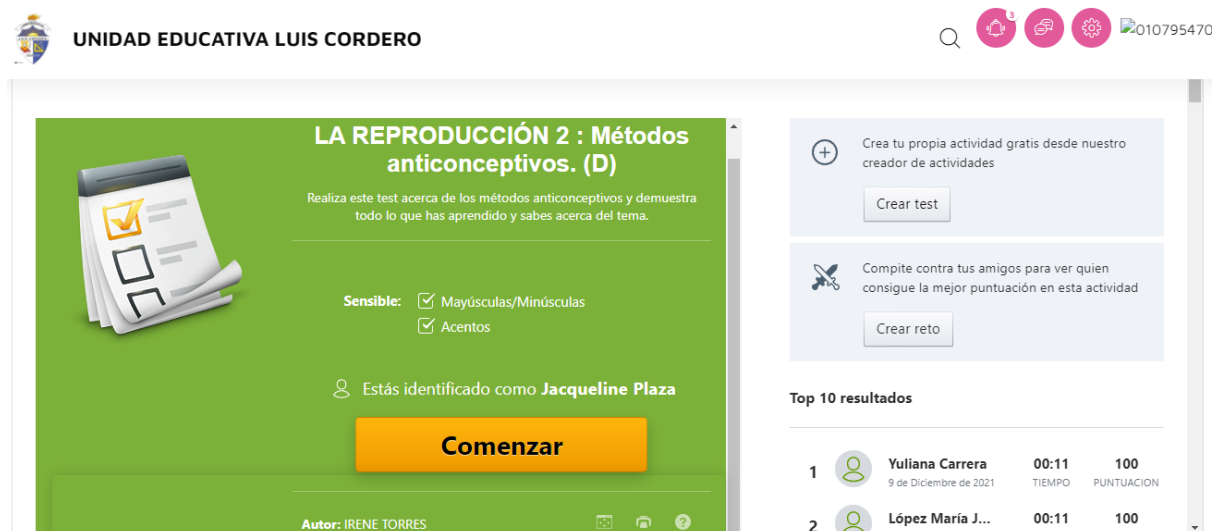 UNIDAD EDUCATIVA LUIS CORDERO
3
010795470
LA REPRODUCCIÓN 2 : Métodos
anticonceptivos. (D)
Realiza este test acerca de los métodos anticonceptivos y demuestra
todo lo que has aprendido y sabes acerca del tema.
Sensible:
Mayúsculas/Minúsculas
Acentos
Estás identificado como Jacqueline Plaza
Comenzar
Autor: IRENE TORRES
Crea tu propia actividad gratis desde nuestro
creador de actividades
Crear test
Compite contra tus amigos para ver quien
consigue la mejor puntuación en esta actividad
Crear reto
Top 10 resultados
1
Yuliana Carrera
00:11
100
9 de Diciembre de 2021
TIEMPO
PUNTUACION
2
López María J...
00:11
100